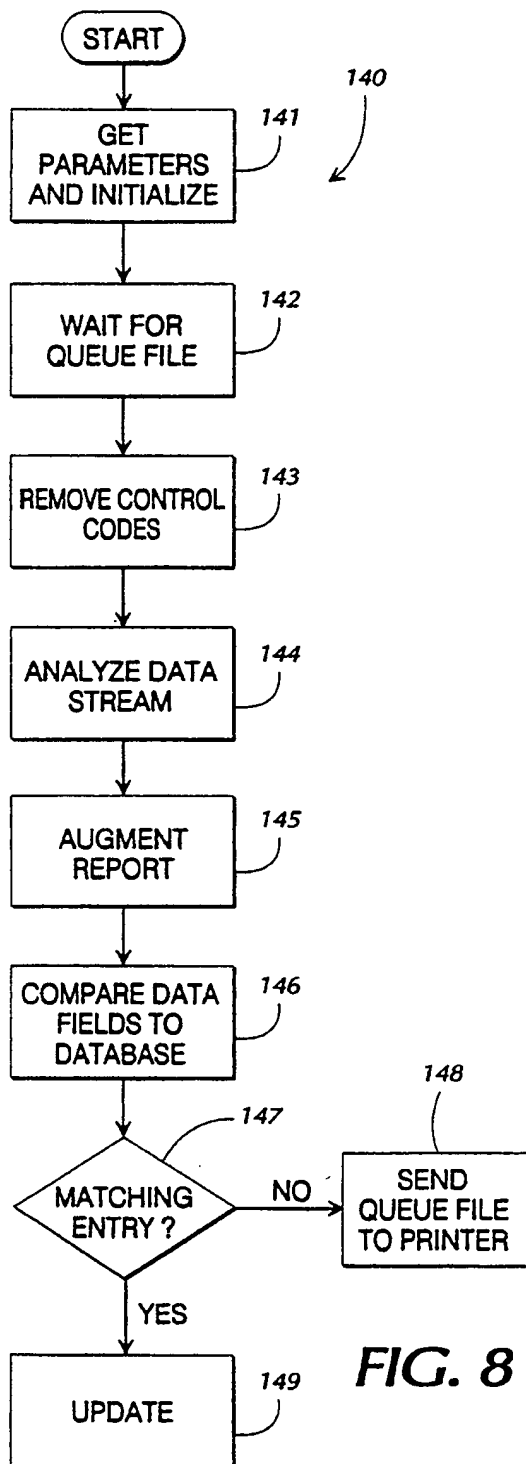 START
140
141
GET
PARAMETERS
AND INITIALIZE
142
WAIT FOR
QUEUE FILE
143
REMOVE CONTROL
CODES
144
ANALYZE DATA
STREAM
145
AUGMENT
REPORT
146
COMPARE DATA
FIELDS TO
DATABASE
147
MATCHING
ENTRY ?
NO
148
SEND
QUEUE FILE
TO PRINTER
YES
149
UPDATE
FIG. 8